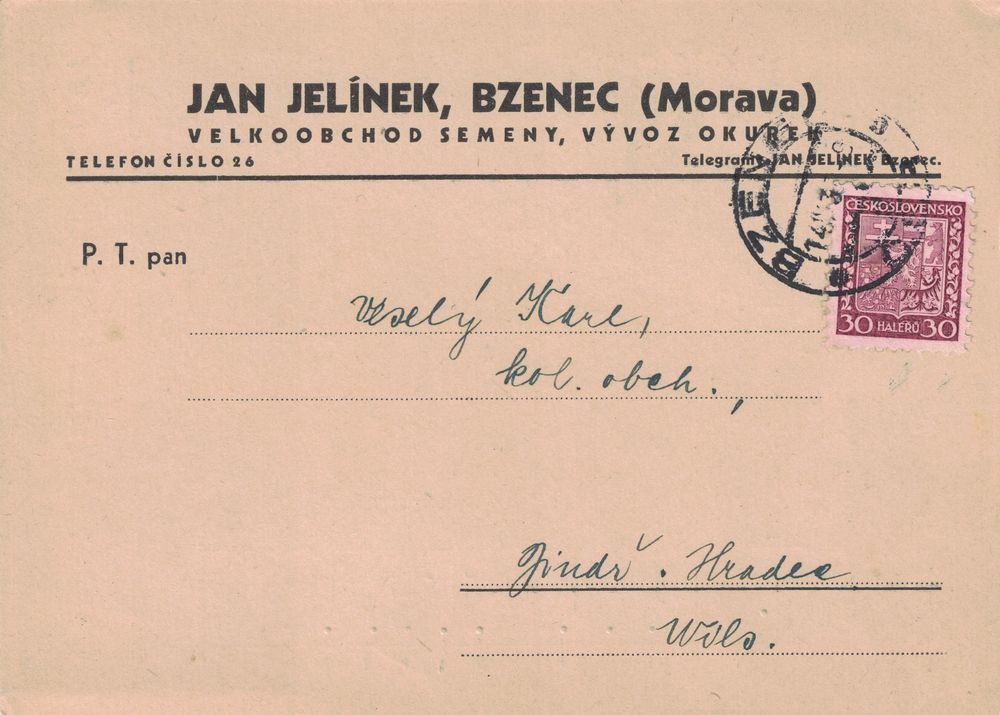 JAN JELÍNEK, BZENEC (Morava)
VELKOOBCHOD SEMENY, VÝVOZ OKUREK
TELEFON ČÍSLO 26
Telegramy: JAN JELÍNEK Bzenec.
ČESKOSLOVENSKO
30 HALÉŘŮ 30
P. T. pan
Veselý Karel,
kol. obch.,
Jindř. Hradec